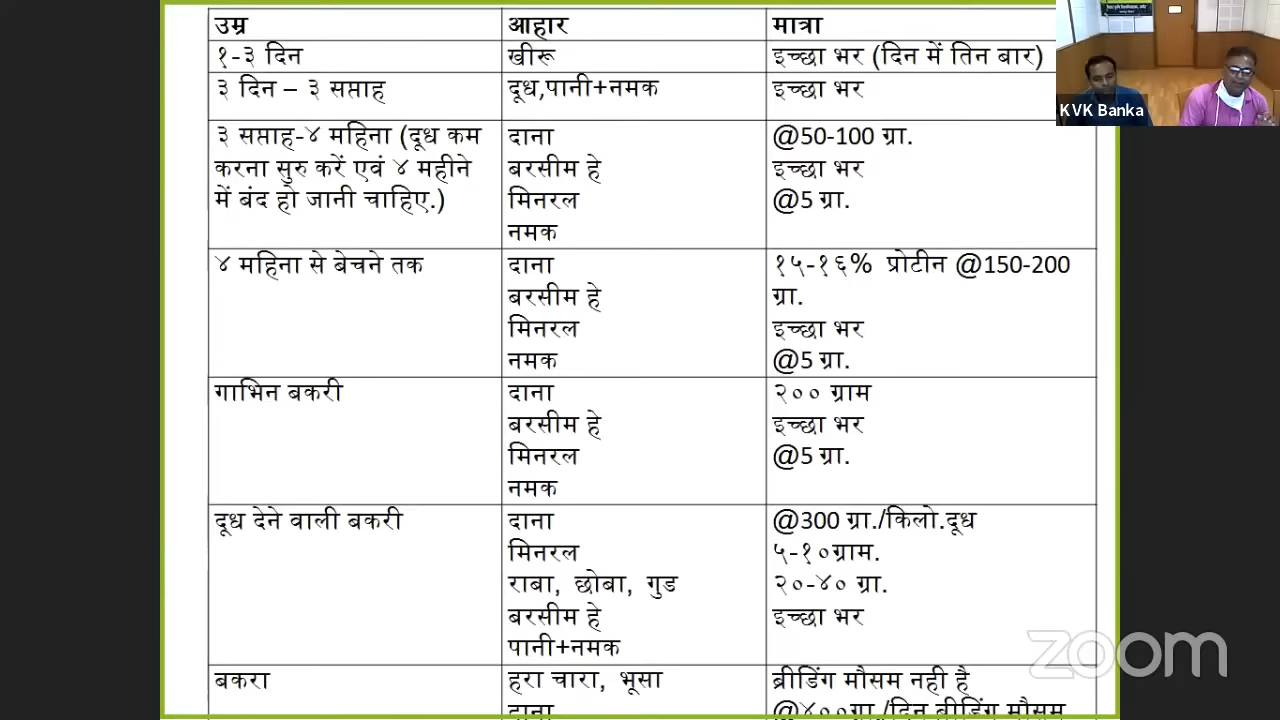 उम्र आहार मात्रा
१-३ दिन खीरू इच्छा भर (दिन में तिन बार)
३ दिन – ३ सप्ताह दूध,पानी+नमक इच्छा भर
३ सप्ताह-४ महिना (दूध कम दाना @50-100 ग्रा.
करना सुरु करें एवं ४ महीने बरसीम हे इच्छा भर
में बंद हो जानी चाहिए.) मिनरल @5 ग्रा.
नमक
४ महिना से बेचने तक दाना १५-१६% प्रोटीन @150-200
बरसीम हे ग्रा.
मिनरल इच्छा भर
नमक @5 ग्रा.
गाभिन बकरी दाना २०० ग्राम
बरसीम हे इच्छा भर
मिनरल @5 ग्रा.
नमक
दूध देने वाली बकरी दाना @300 ग्रा./किलो.दूध
मिनरल ५-१०ग्राम.
राबा, छोबा, गुड २०-४० ग्रा.
बरसीम हे इच्छा भर
पानी+नमक
बकरा हरा चारा, भूसा ब्रीडिंग मौसम नही है
दाना @४००ग्रा./दिन ब्रीडिंग मौसम
KVK Banka
zoom